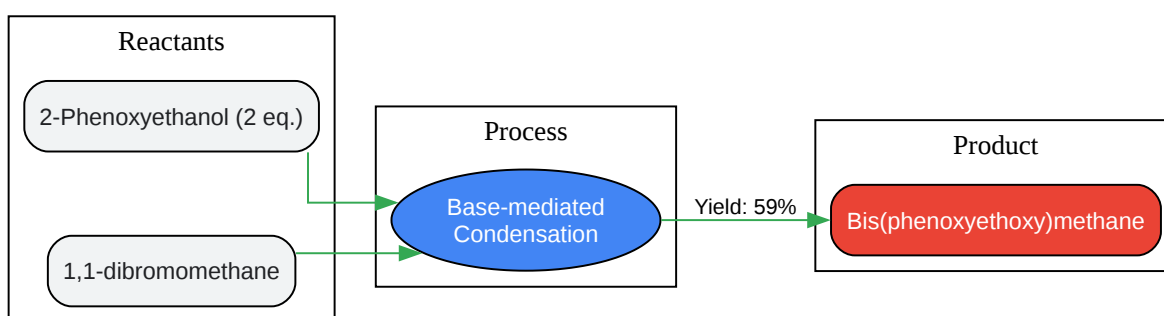 Reactants
2-Phenoxyethanol (2 eq.)
1,1-dibromomethane
Process
Base-mediated
Condensation
Yield: 59%
Product
Bis(phenoxyethoxy)methane